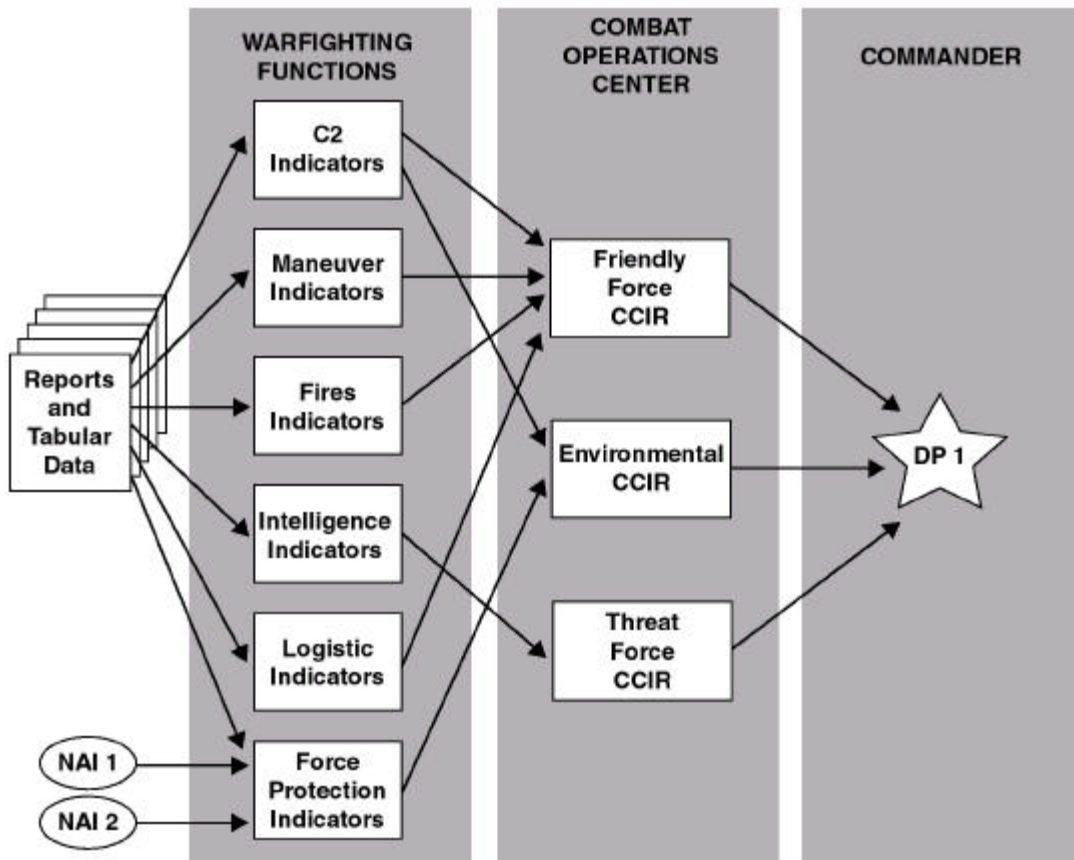 WARFIGHTING
FUNCTIONS
COMBAT
OPERATIONS
CENTER
COMMANDER
C2
Indicators
Maneuver
Indicators
Fires
Indicators
Intelligence
Indicators
Logistic
Indicators
Force
Protection
Indicators
Reports
and
Tabular
Data
NAI 1
NAI 2
Friendly
Force
CCIR
Environmental
CCIR
Threat
Force
CCIR
DP 1